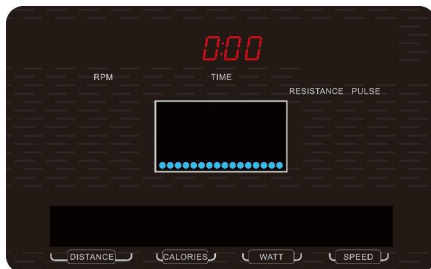 0:00
RPM TIME
RESISTANCE PULSE
DISTANCE CALORIES WATT SPEED